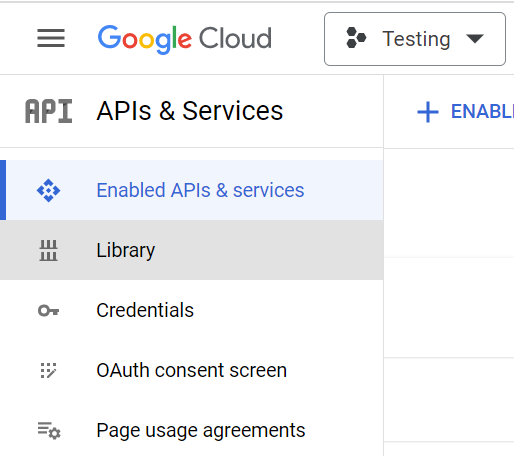 Google Cloud
Testing
API
APIs & Services
ENABL
Enabled APIs & services
Library
Credentials
OAuth consent screen
Page usage agreements